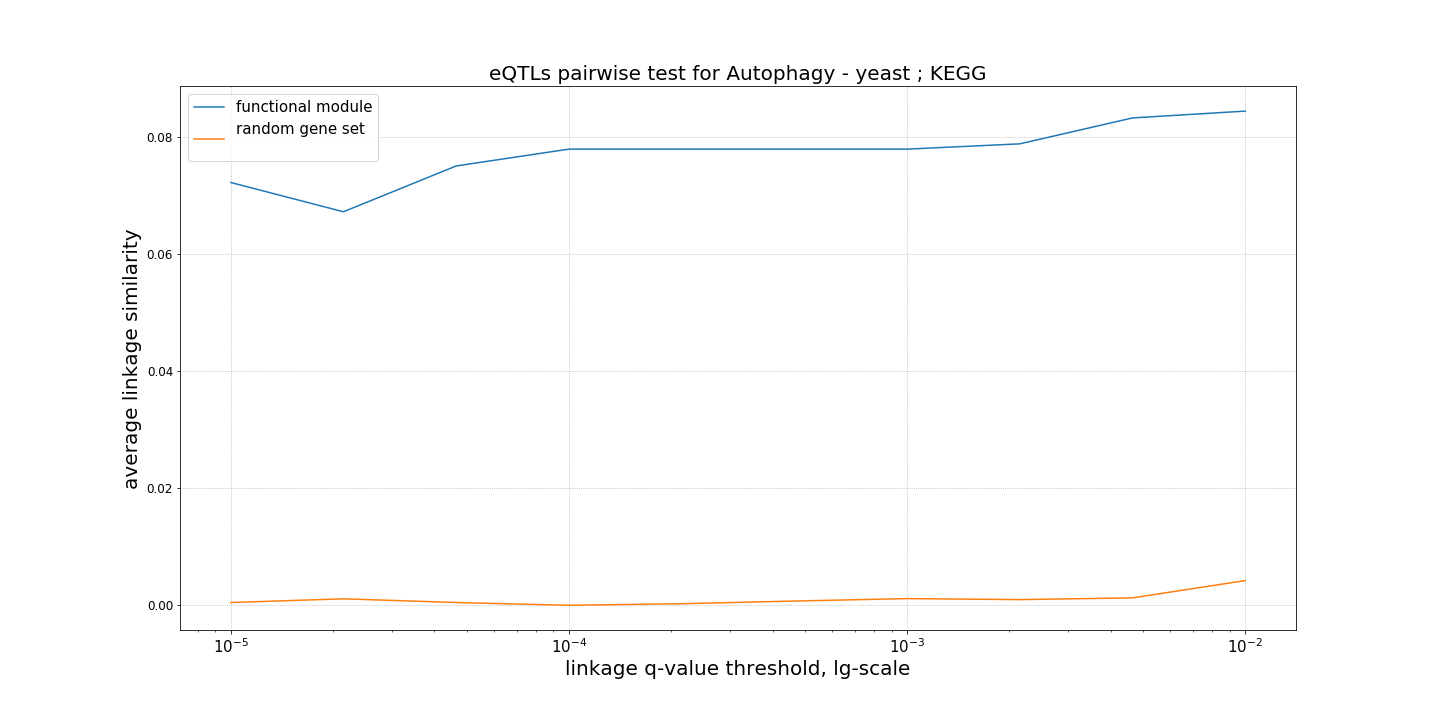 eQTLs pairwise test for Autophagy - yeast ; KEGG
functional module
random gene set
average linkage similarity
0.08
0.06
0.04
0.02
0.00
10⁻⁵ 10⁻⁴ 10⁻³ 10⁻²
linkage q-value threshold, lg-scale